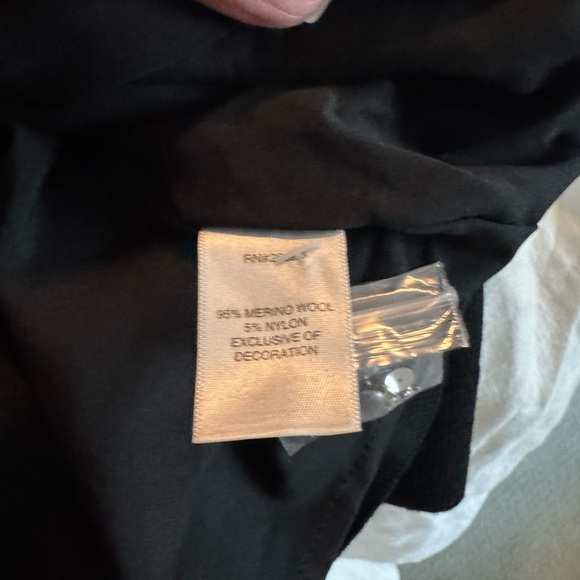 95% MERINO WOOL
5% NYLON
EXCLUSIVE OF
DECORATION